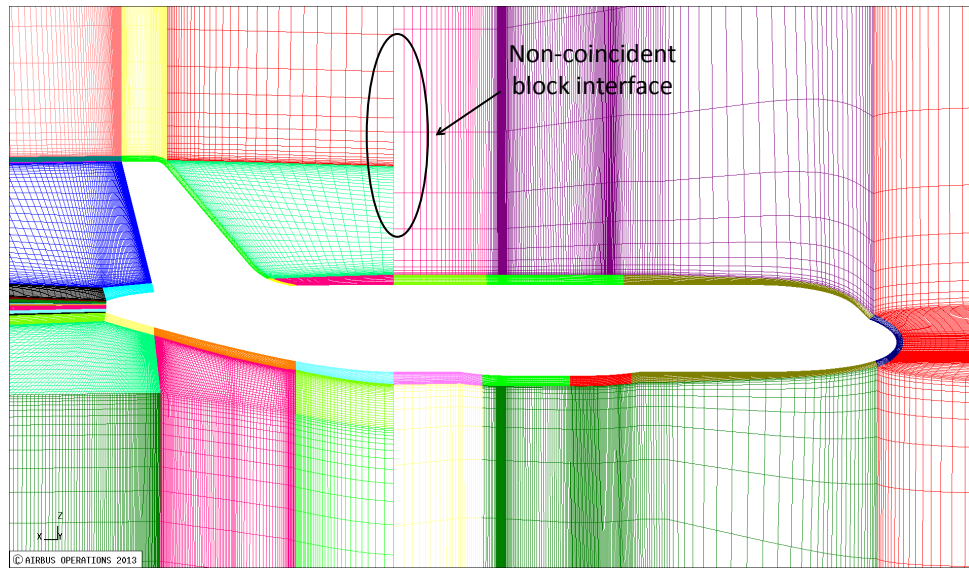 Non-coincident
block interface
Z
X Y
© AIRBUS OPERATIONS 2013